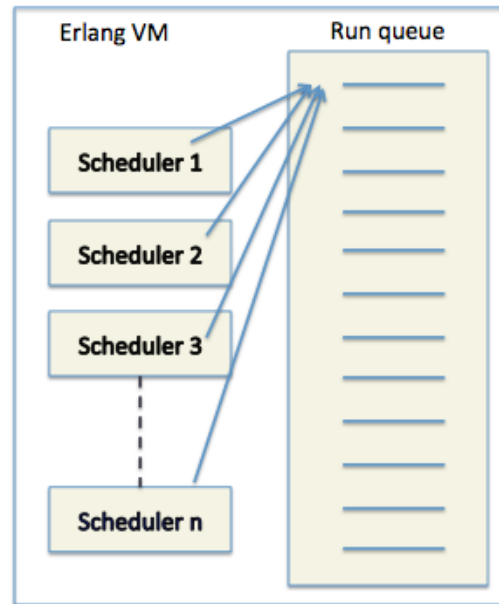 Erlang VM
Run queue
Scheduler 1
Scheduler 2
Scheduler 3
Scheduler n